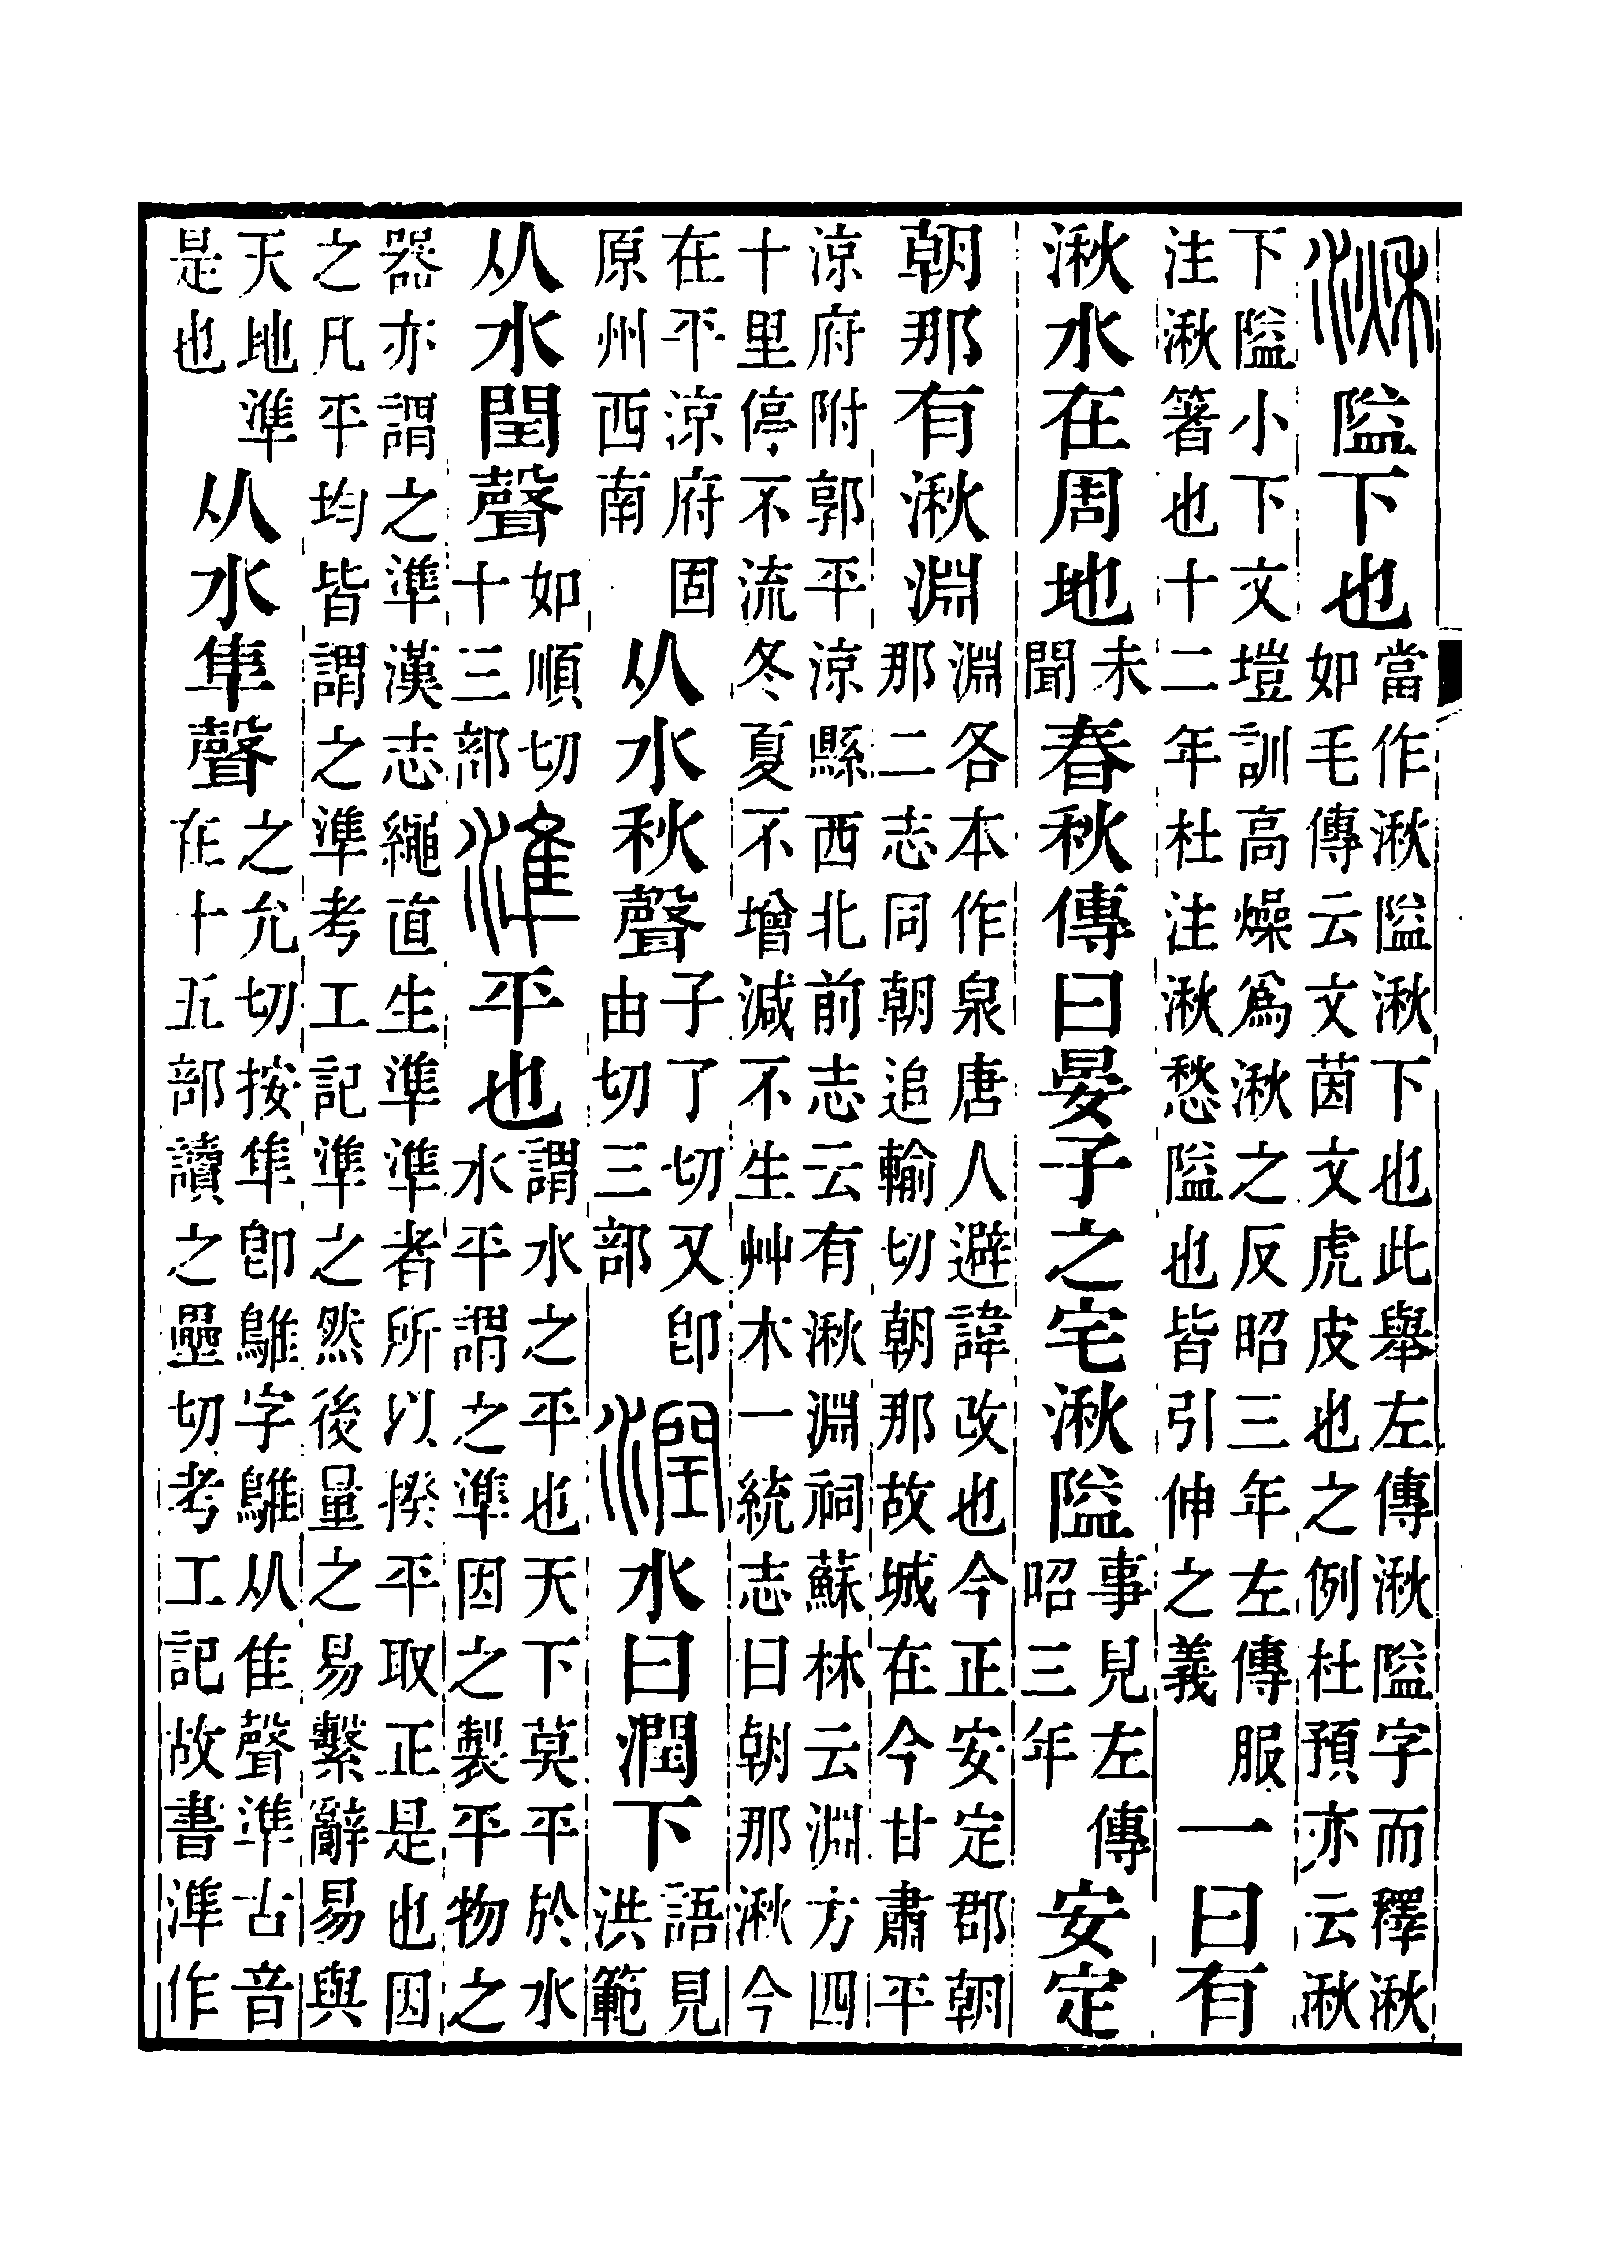 湫隘下也當作湫隘湫下也此舉左傳湫隘字而釋湫
如毛傳云文茵文虎皮也之例杜預亦云湫
下隘小下文塏訓高燥爲湫之反昭三年左傳服
注湫箸也十二年杜注湫愁隘也皆引伸之義一曰有
湫水在周地未聞春秋傳曰晏子之宅湫隘事見左傳昭三年安定
朝那有湫淵淵各本作泉唐人避諱改也今正安定郡朝
那二志同朝追輸切朝那故城在今甘肅平
涼府附郭平涼縣西北前志云有湫淵祠蘇林云淵方四
十里停不流冬夏不增減不生艸木一統志曰朝那湫今
在平涼府固原州西南从水秋聲子了切又卽由切三部潤水曰潤下語見洪範
从水閏聲如順切十三部準平也謂水之平也天下莫平於水
水平謂之準因之製平物之
器亦謂之準漢志繩直生準準者所以揆平取正是也因
之凡平均皆謂之準考工記準之然後量之易繫辭易與
天地準是也从水隼聲之允切按隼卽鵻字鵻从隹聲準古音
在十五部讀之壘切考工記故書準作